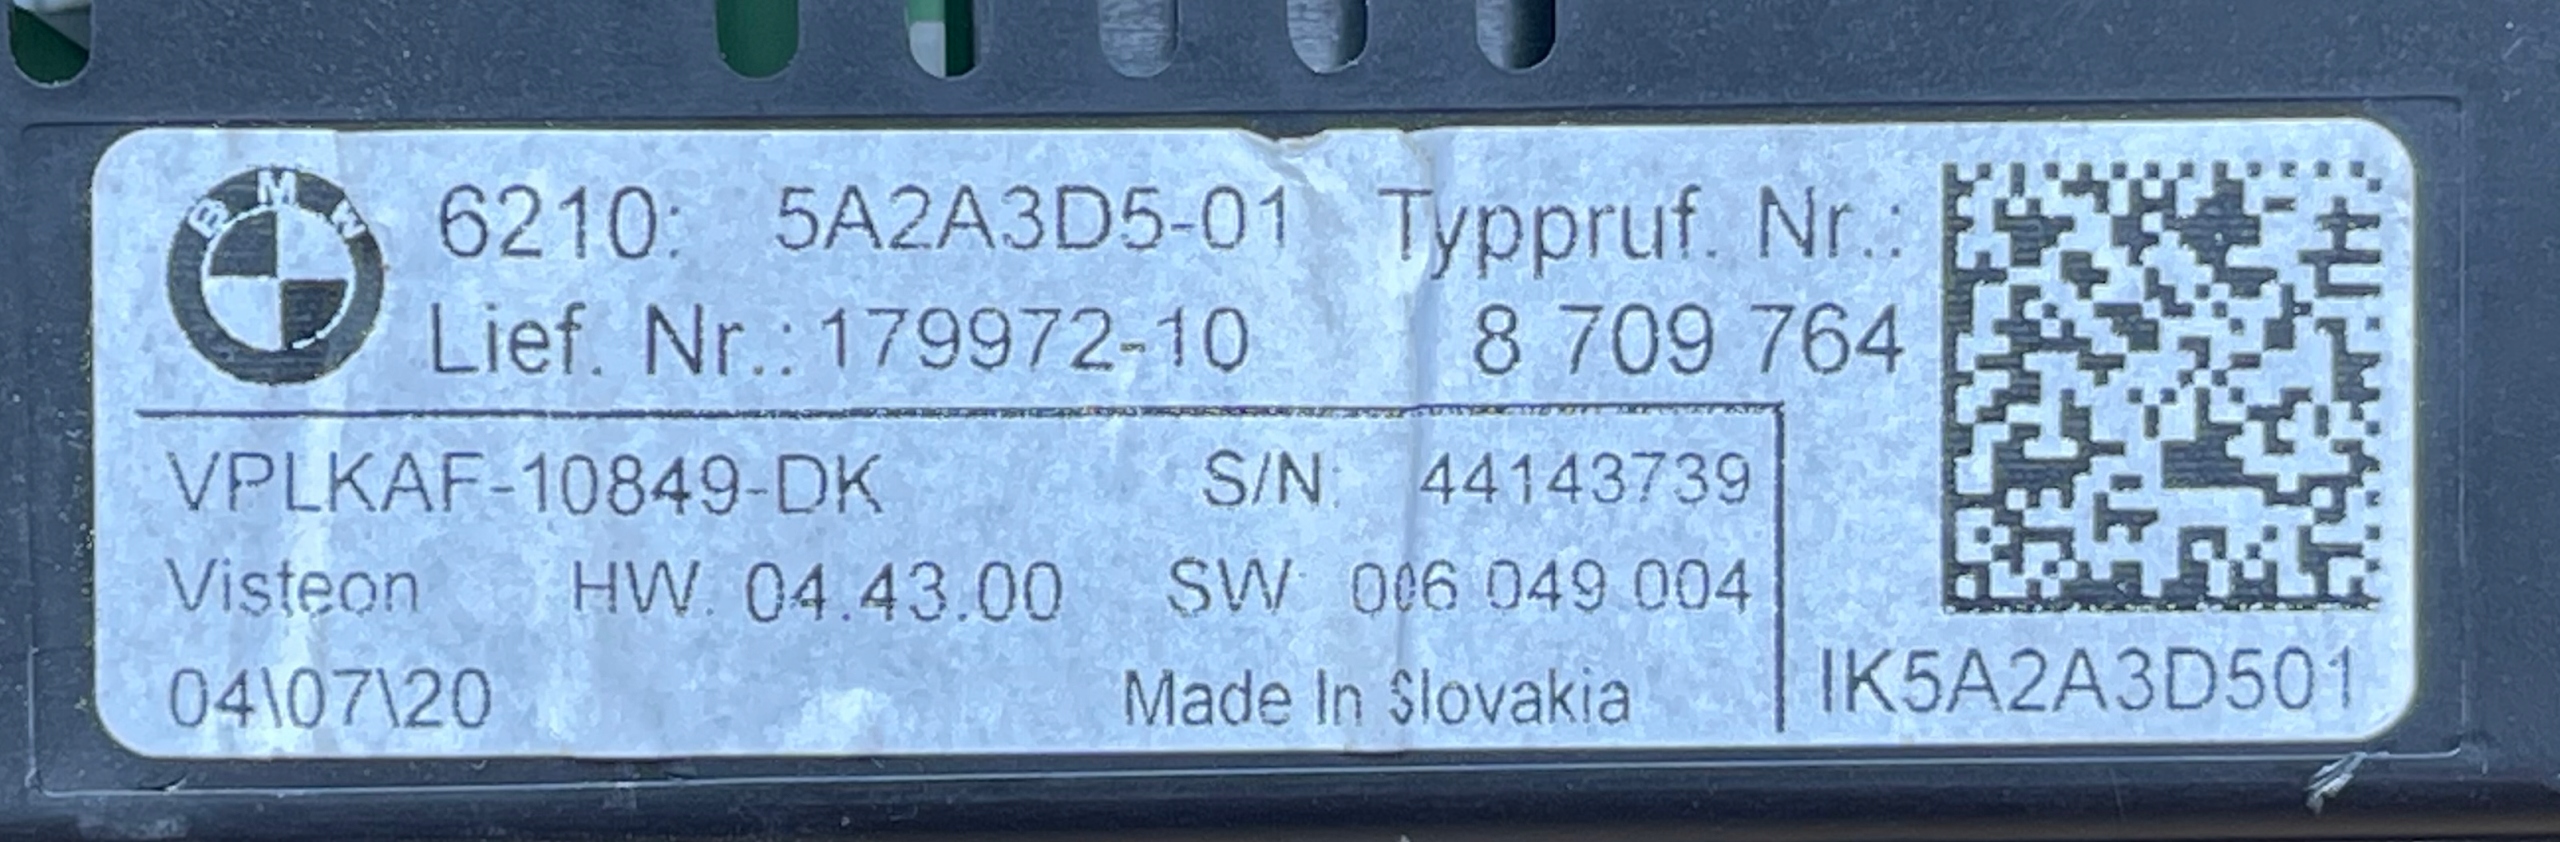 BMW
6210: 5A2A3D5-01 Typpruf. Nr.:
Lief. Nr.: 179972-10 8 709 764
VPLKAF-10849-DK S/N: 44143739
Visteon HW. 04.43.00 SW: 006.049.004
04\07\20 Made In Slovakia IK5A2A3D501